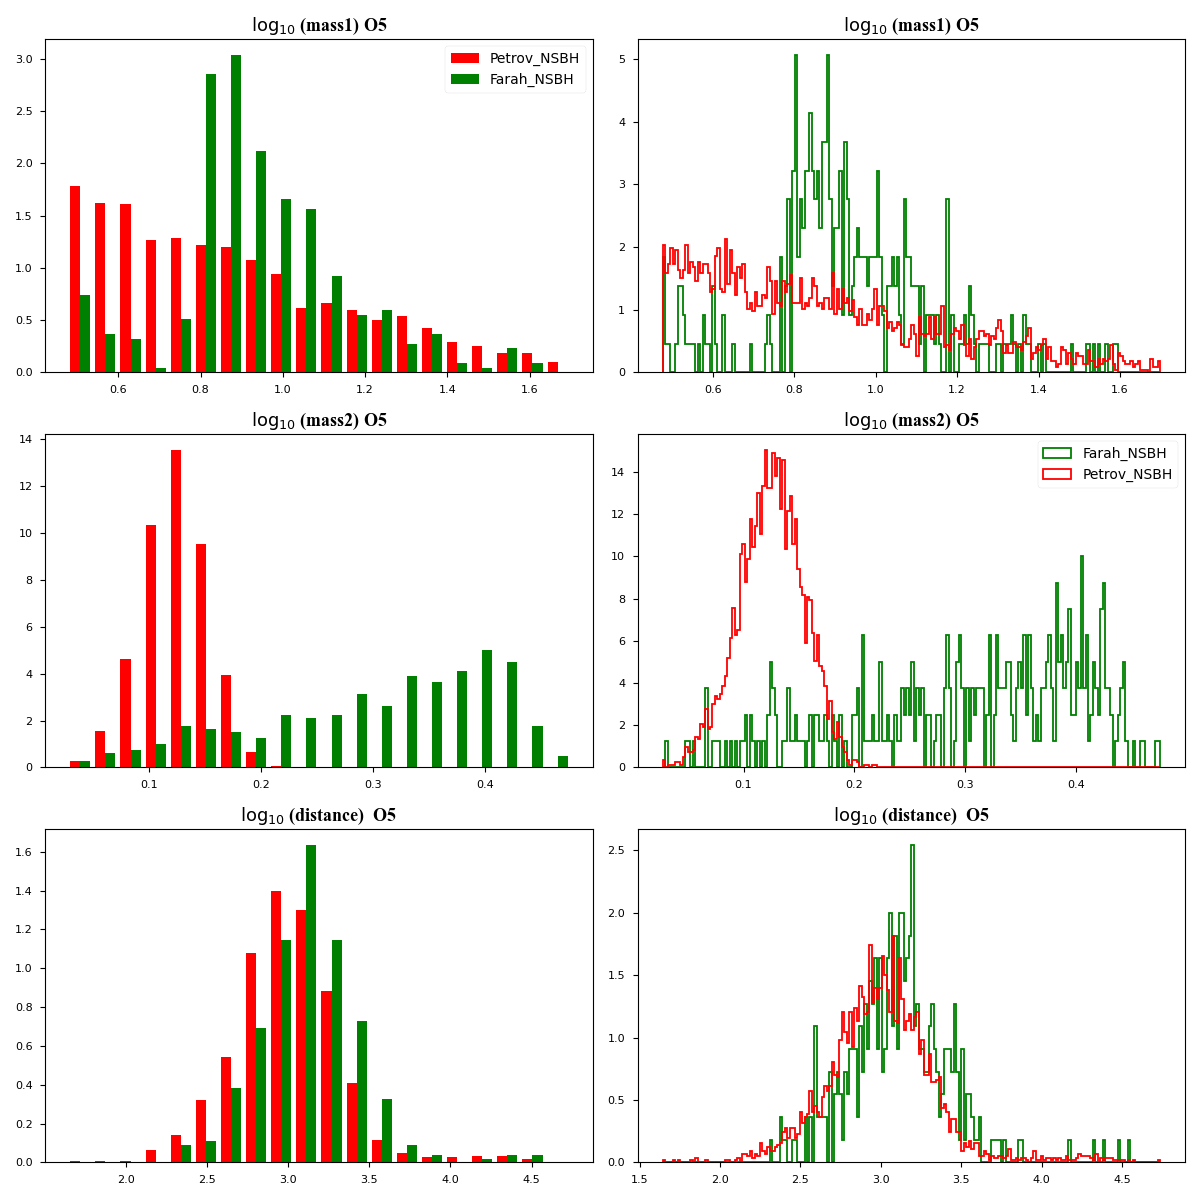 log10 (mass1) O5
3.0
2.5
2.0
1.5
1.0
0.5
0.0
0.6 0.8 1.0 1.2 1.4 1.6
Petrov_NSBH
Farah_NSBH
log10 (mass1) O5
5
4
3
2
1
0
0.6 0.8 1.0 1.2 1.4 1.6
log10 (mass2) O5
14
12
10
8
6
4
2
0
0.1 0.2 0.3 0.4
log10 (mass2) O5
14
12
10
8
6
4
2
0
0.1 0.2 0.3 0.4
Farah_NSBH
Petrov_NSBH
log10 (distance) O5
1.6
1.4
1.2
1.0
0.8
0.6
0.4
0.2
0.0
2.0 2.5 3.0 3.5 4.0 4.5
log10 (distance) O5
2.5
2.0
1.5
1.0
0.5
0.0
1.5 2.0 2.5 3.0 3.5 4.0 4.5